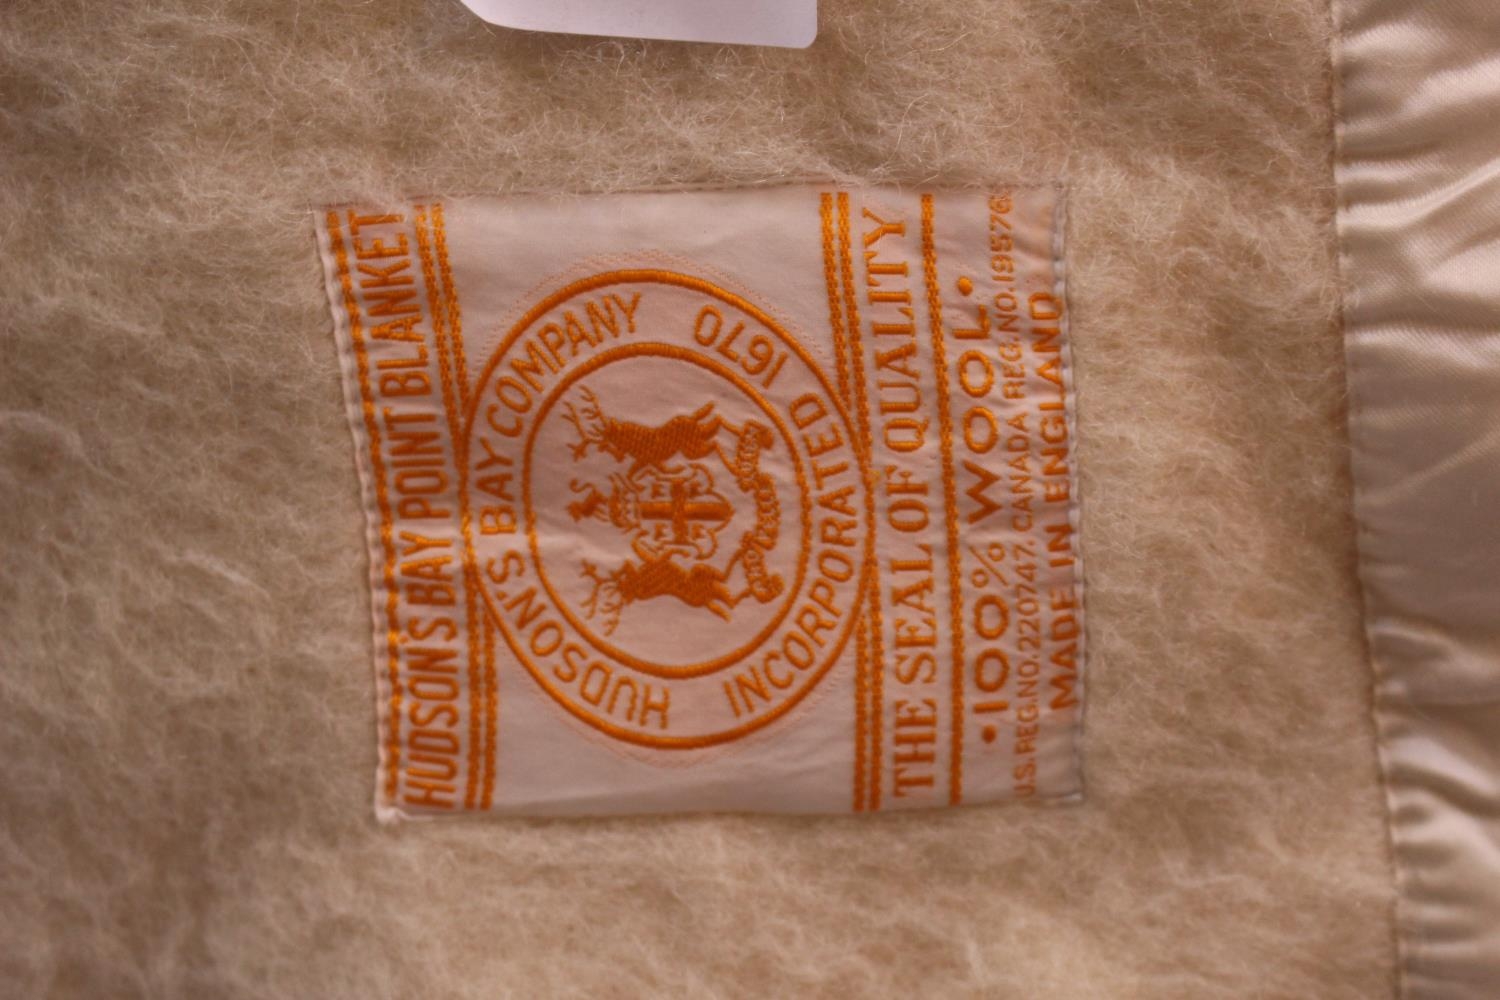 HUDSON'S BAY POINT BLANKET
HUDSON'S BAY COMPANY 1670
INCORPORATED
THE SEAL OF QUALITY
•100% WOOL•
U.S.REG.NO.220747. CANADA REG.NO.
MADE IN ENGLAND